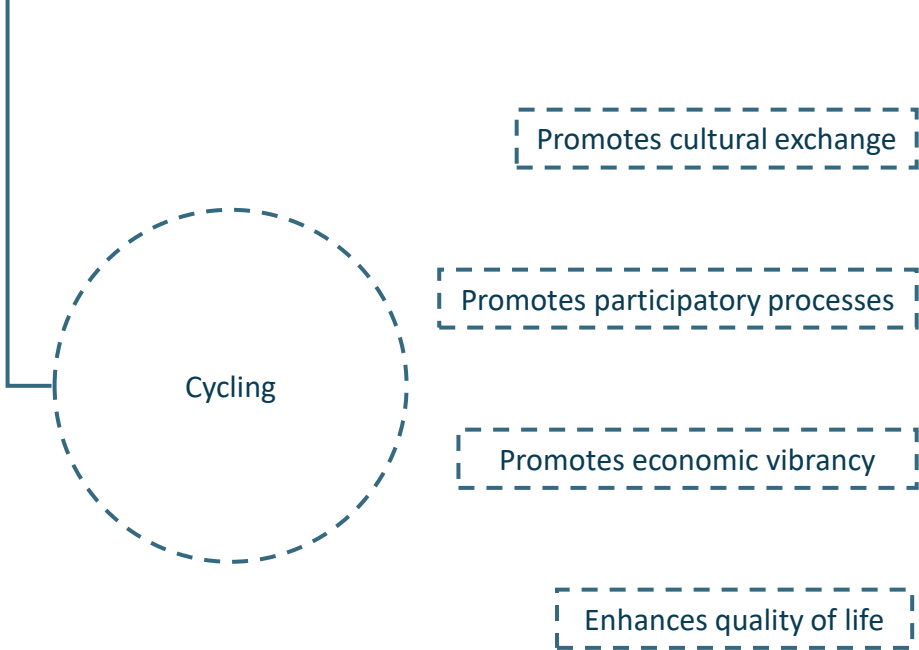 Promotes cultural exchange
Promotes participatory processes
Cycling
Promotes economic vibrancy
Enhances quality of life